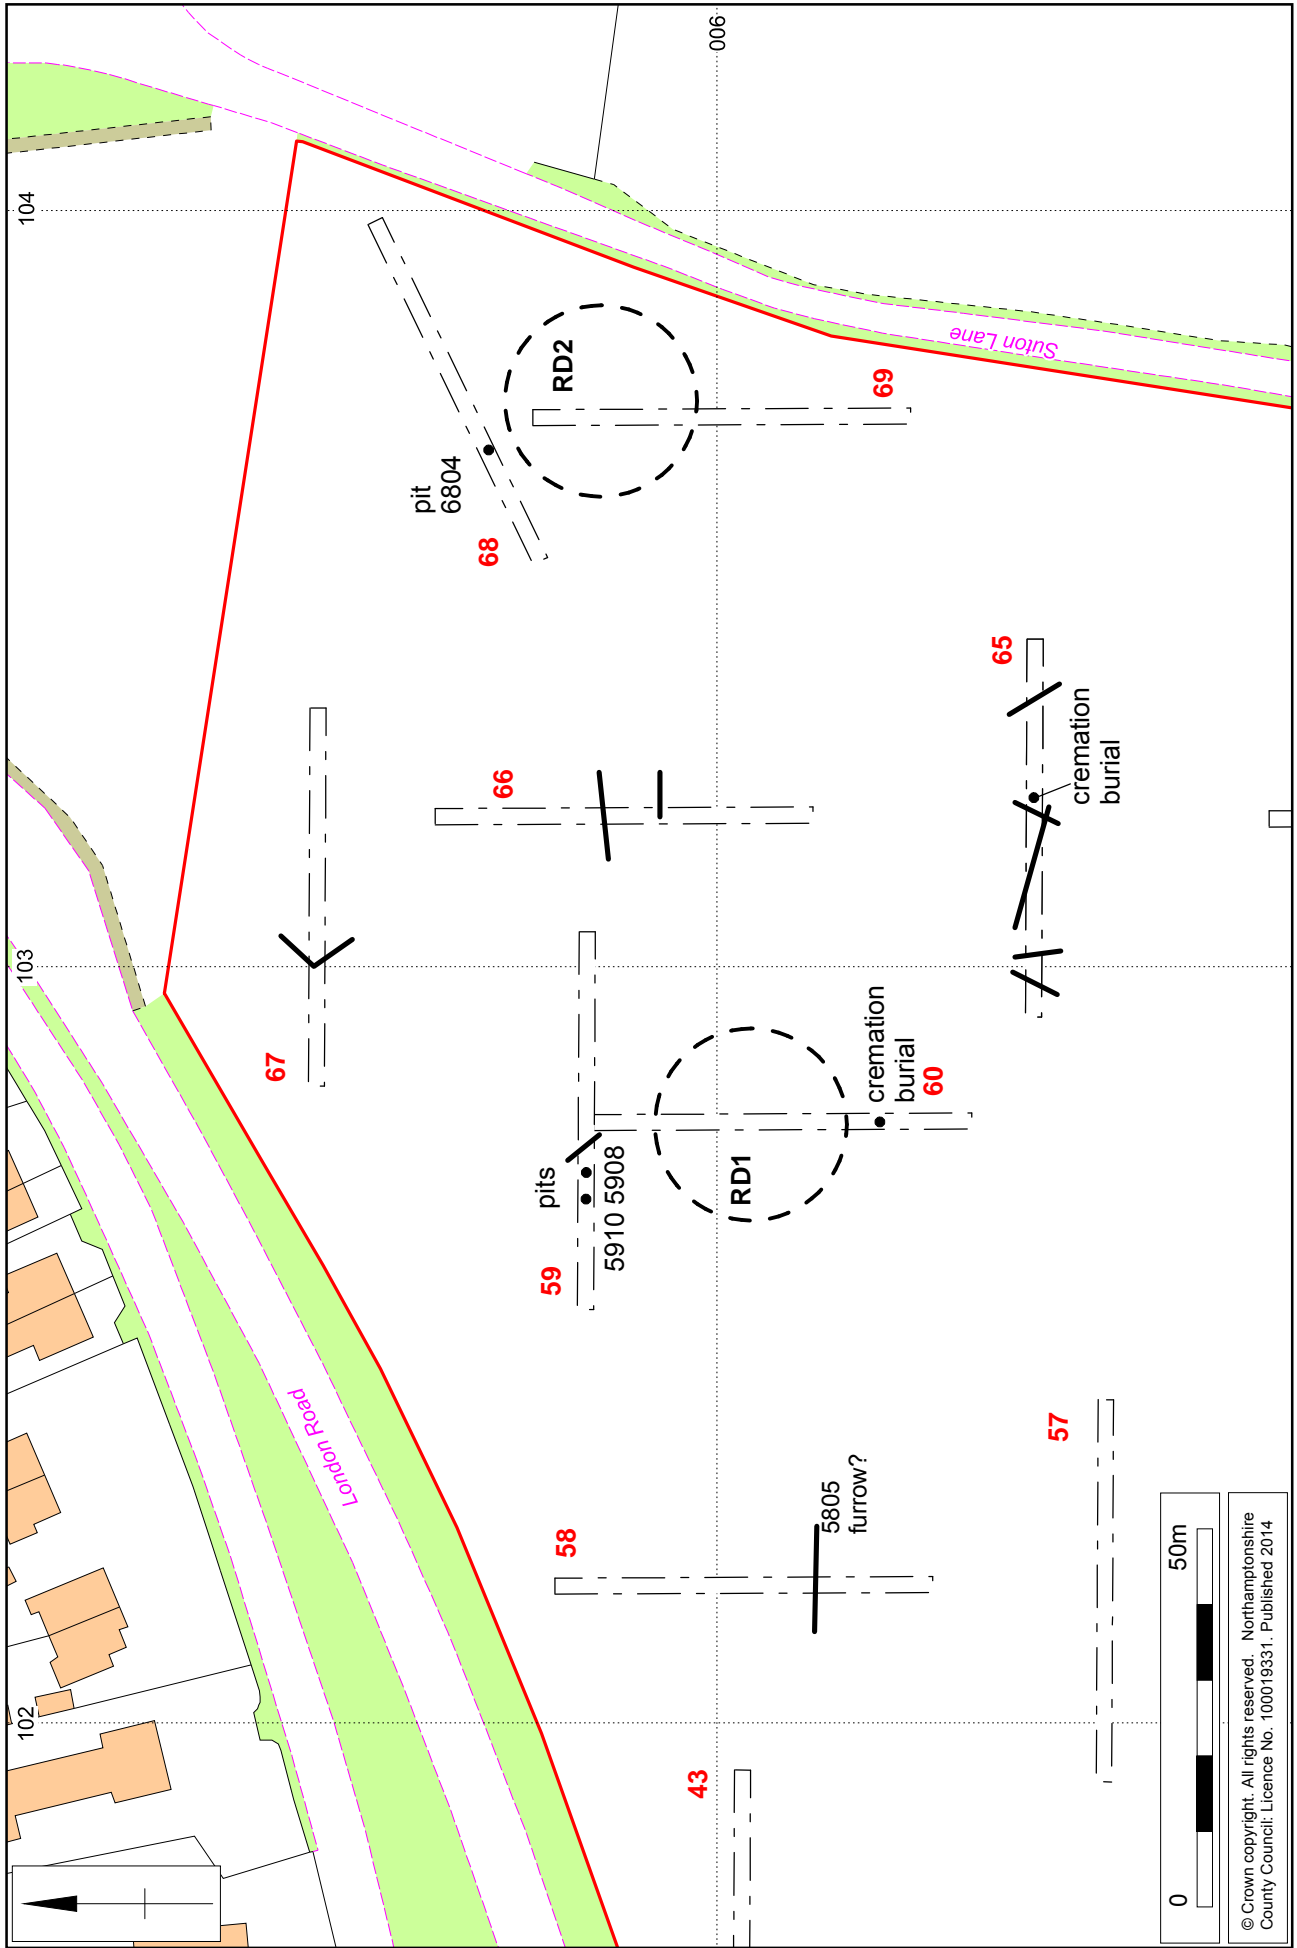 102
103
104
006
London Road
Suton Lane
67
68
pit
6804
RD2
66
69
59
pits
5910 5908
58
43
RD1
cremation
burial
60
65
cremation
burial
5805
furrow?
57
0
50m
© Crown copyright. All rights reserved. Northamptonshire
County Council: Licence No. 100019331. Published 2014